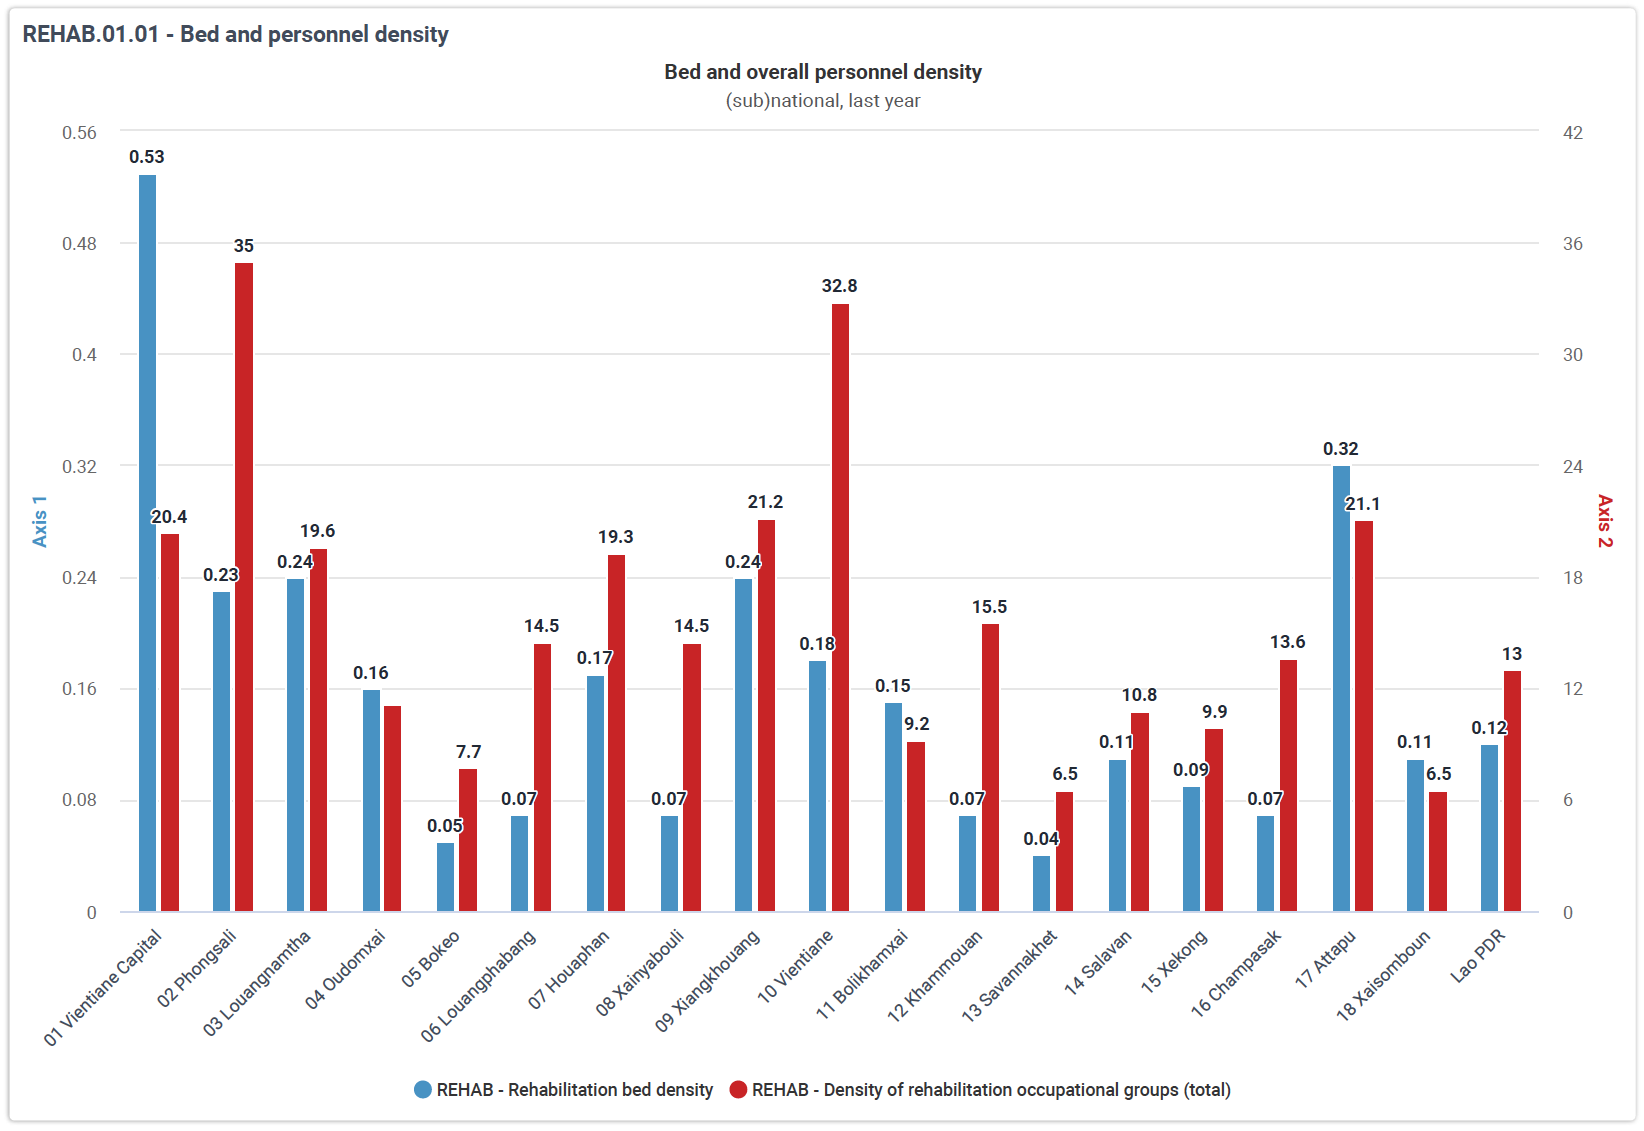 REHAB.01.01 - Bed and personnel density
Bed and overall personnel density
(sub)national, last year
0.56
0.48
0.4
0.32
0.24
0.16
0.08
0
Axis 1
42
36
30
24
18
12
6
0
Axis 2
0.53
20.4
0.23
35
0.24
19.6
0.16
0.05
7.7
0.07
14.5
0.17
19.3
0.07
14.5
0.24
21.2
0.18
32.8
0.15
9.2
0.07
15.5
0.04
6.5
0.11
10.8
0.09
9.9
0.07
13.6
0.32
21.1
0.11
6.5
0.12
13
01 Vientiane Capital
02 Phongsali
03 Louangnamtha
04 Oudomxai
05 Bokeo
06 Louangphabang
07 Houaphan
08 Xainyabouli
09 Xiangkhouang
10 Vientiane
11 Bolikhamxai
12 Khammouan
13 Savannakhet
14 Salavan
15 Xekong
16 Champasak
17 Attapu
18 Xaisomboun
Lao PDR
REHAB - Rehabilitation bed density
REHAB - Density of rehabilitation occupational groups (total)